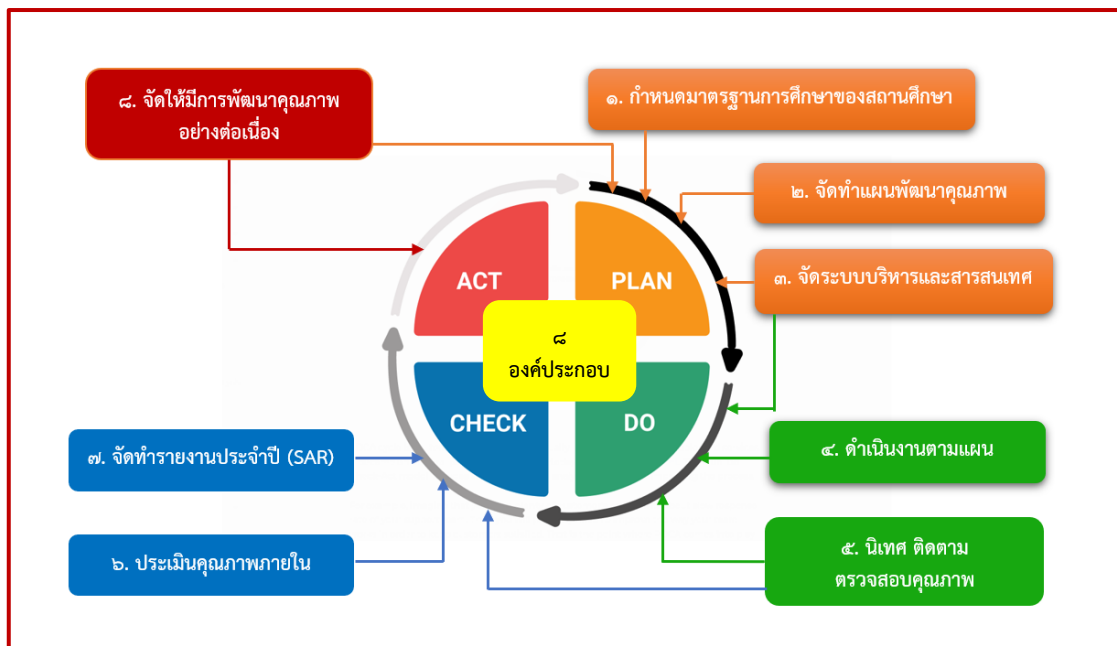 ๘. จัดให้มีการพัฒนาคุณภาพ
อย่างต่อเนื่อง
๑. กำหนดมาตรฐานการศึกษาของสถานศึกษา
๒. จัดทำแผนพัฒนาคุณภาพ
๓. จัดระบบบริหารและสารสนเทศ
ACT
PLAN
๘
องค์ประกอบ
CHECK
DO
๗. จัดทำรายงานประจำปี (SAR)
๔. ดำเนินงานตามแผน
๖. ประเมินคุณภาพภายใน
๕. นิเทศ ติดตาม
ตรวจสอบคุณภาพ